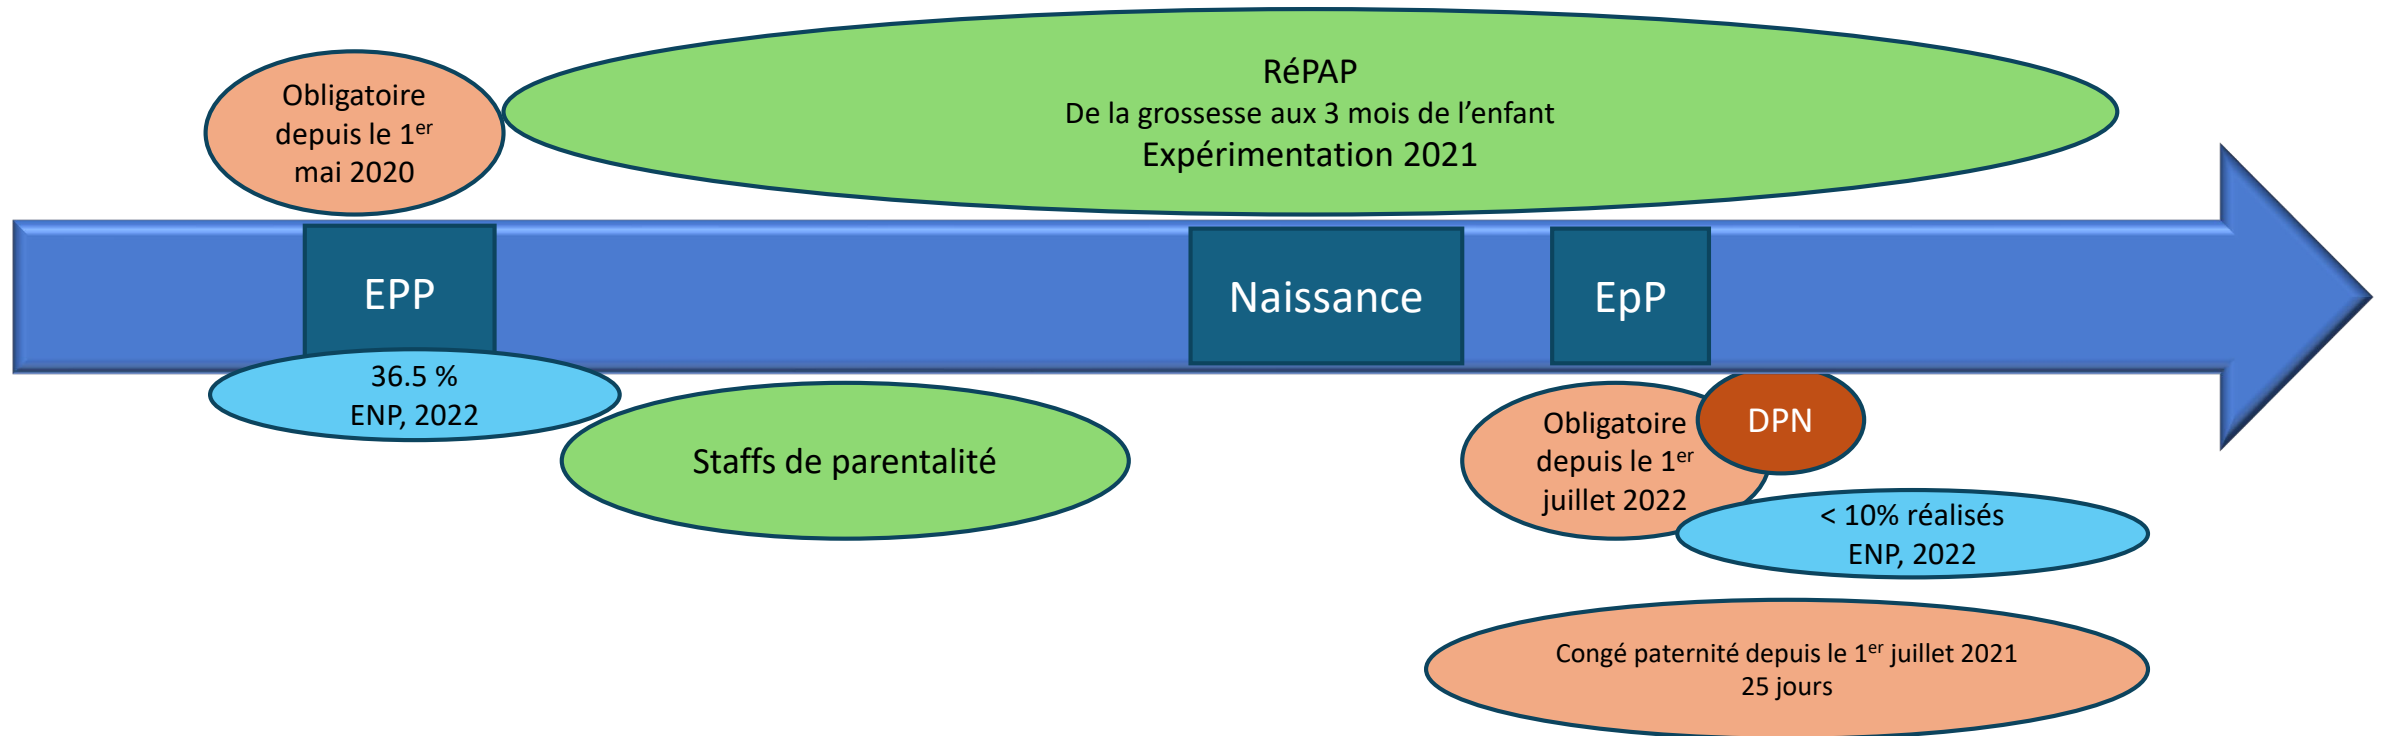 Obligatoire
depuis le 1er
mai 2020
RéPAP
De la grossesse aux 3 mois de l’enfant
Expérimentation 2021
EPP
Naissance
EpP
36.5 %
ENP, 2022
Staffs de parentalité
Obligatoire
depuis le 1er
juillet 2022
DPN
< 10% réalisés
ENP, 2022
Congé paternité depuis le 1er juillet 2021
25 jours